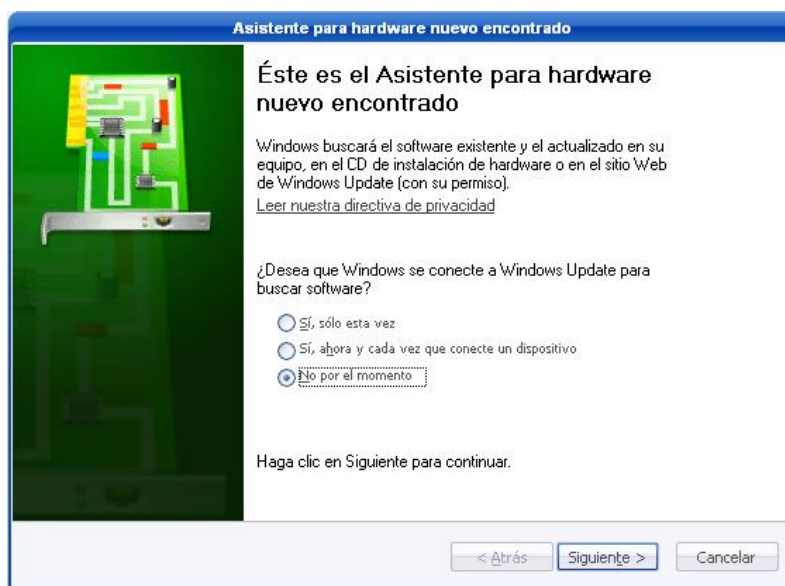 Asistente para hardware nuevo encontrado
Éste es el Asistente para hardware
nuevo encontrado
Windows buscará el software existente y el actualizado en su
equipo, en el CD de instalación de hardware o en el sitio Web
de Windows Update (con su permiso).
Leer nuestra directiva de privacidad
¿Desea que Windows se conecte a Windows Update para
buscar software?
Sí, sólo esta vez
Sí, ahora y cada vez que conecte un dispositivo
No por el momento
Haga clic en Siguiente para continuar.
< Atrás Siguiente > Cancelar